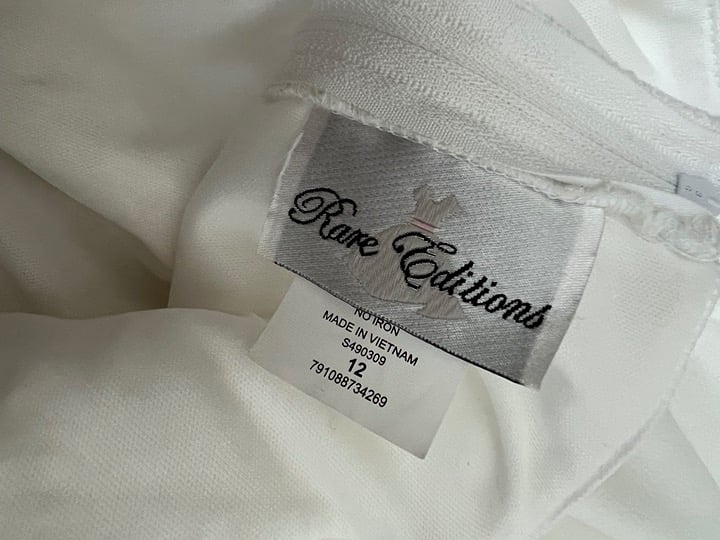 Rare Editions
NO IRON
MADE IN VIETNAM
S490309
12
791088734269